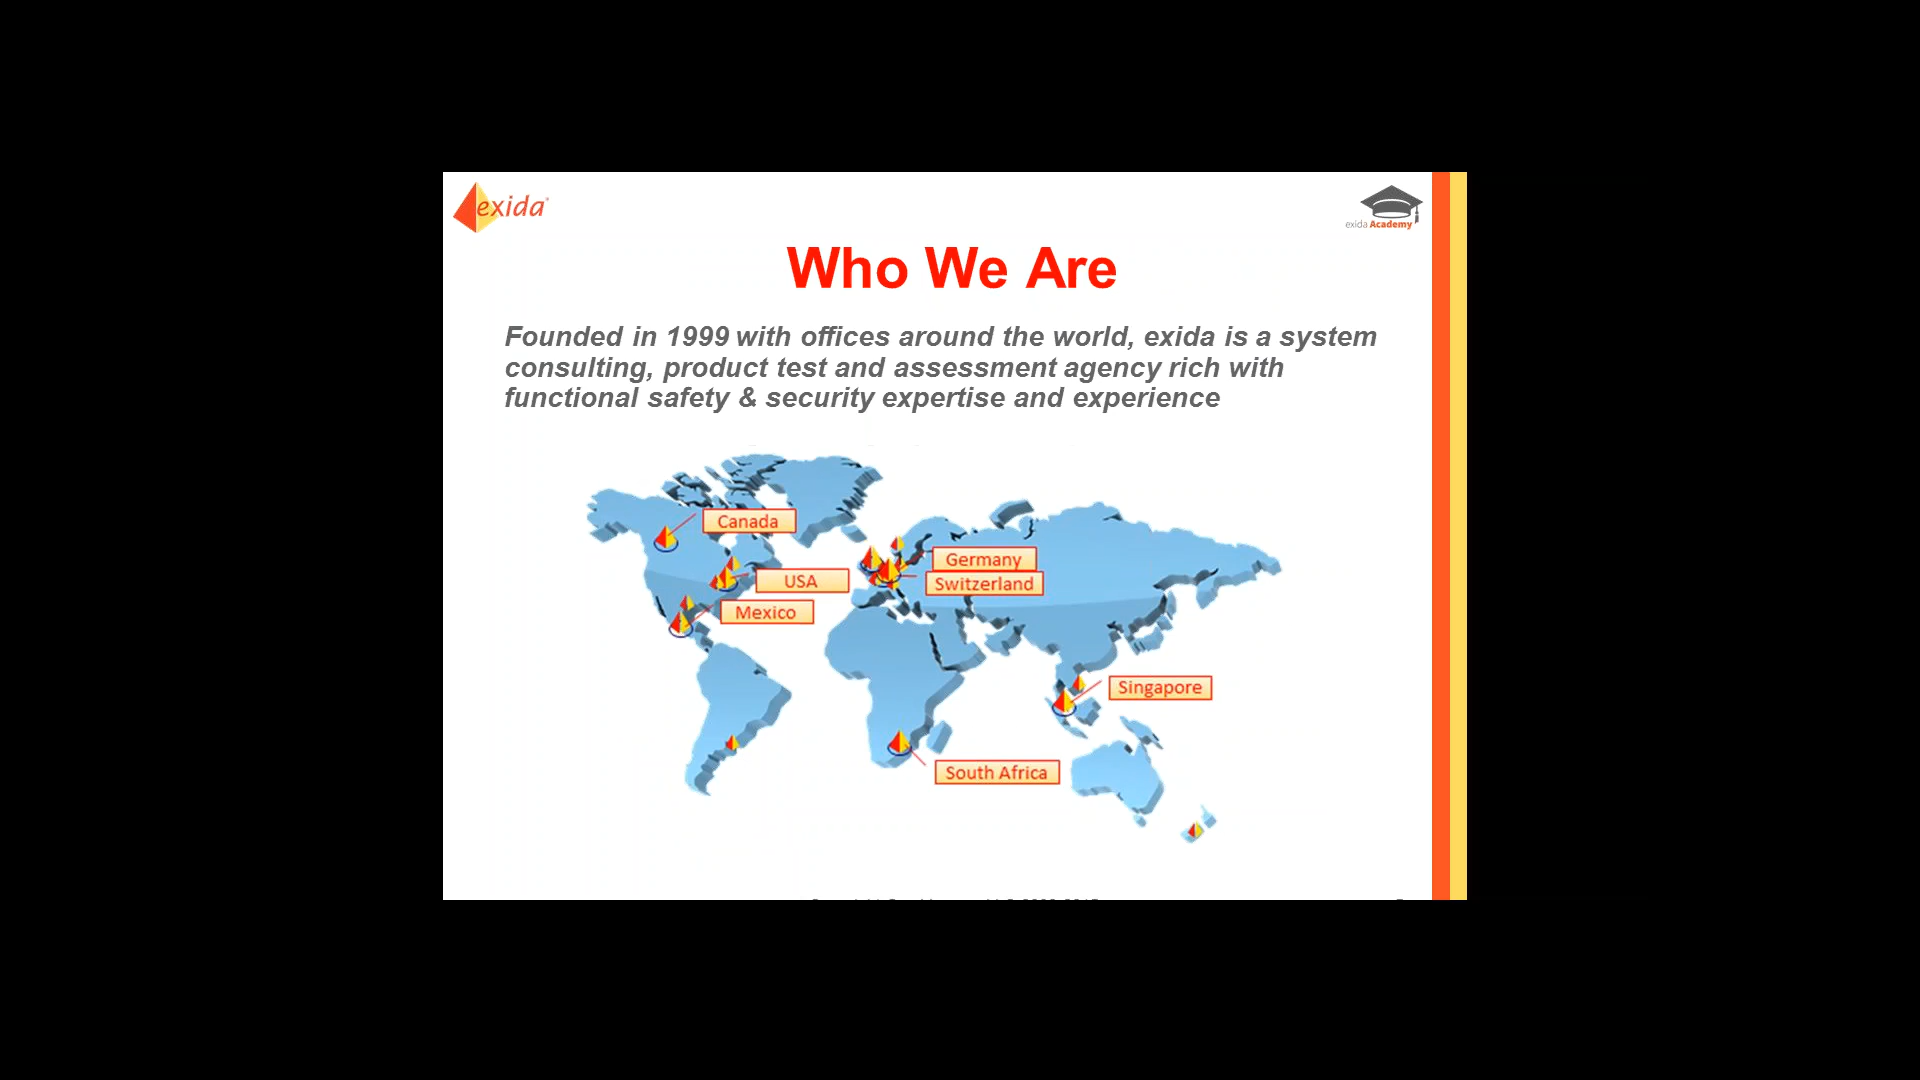 exida
exida Academy
Who We Are
Founded in 1999 with offices around the world, exida is a system
consulting, product test and assessment agency rich with
functional safety & security expertise and experience
Canada
Germany
USA
Switzerland
Mexico
Singapore
South Africa